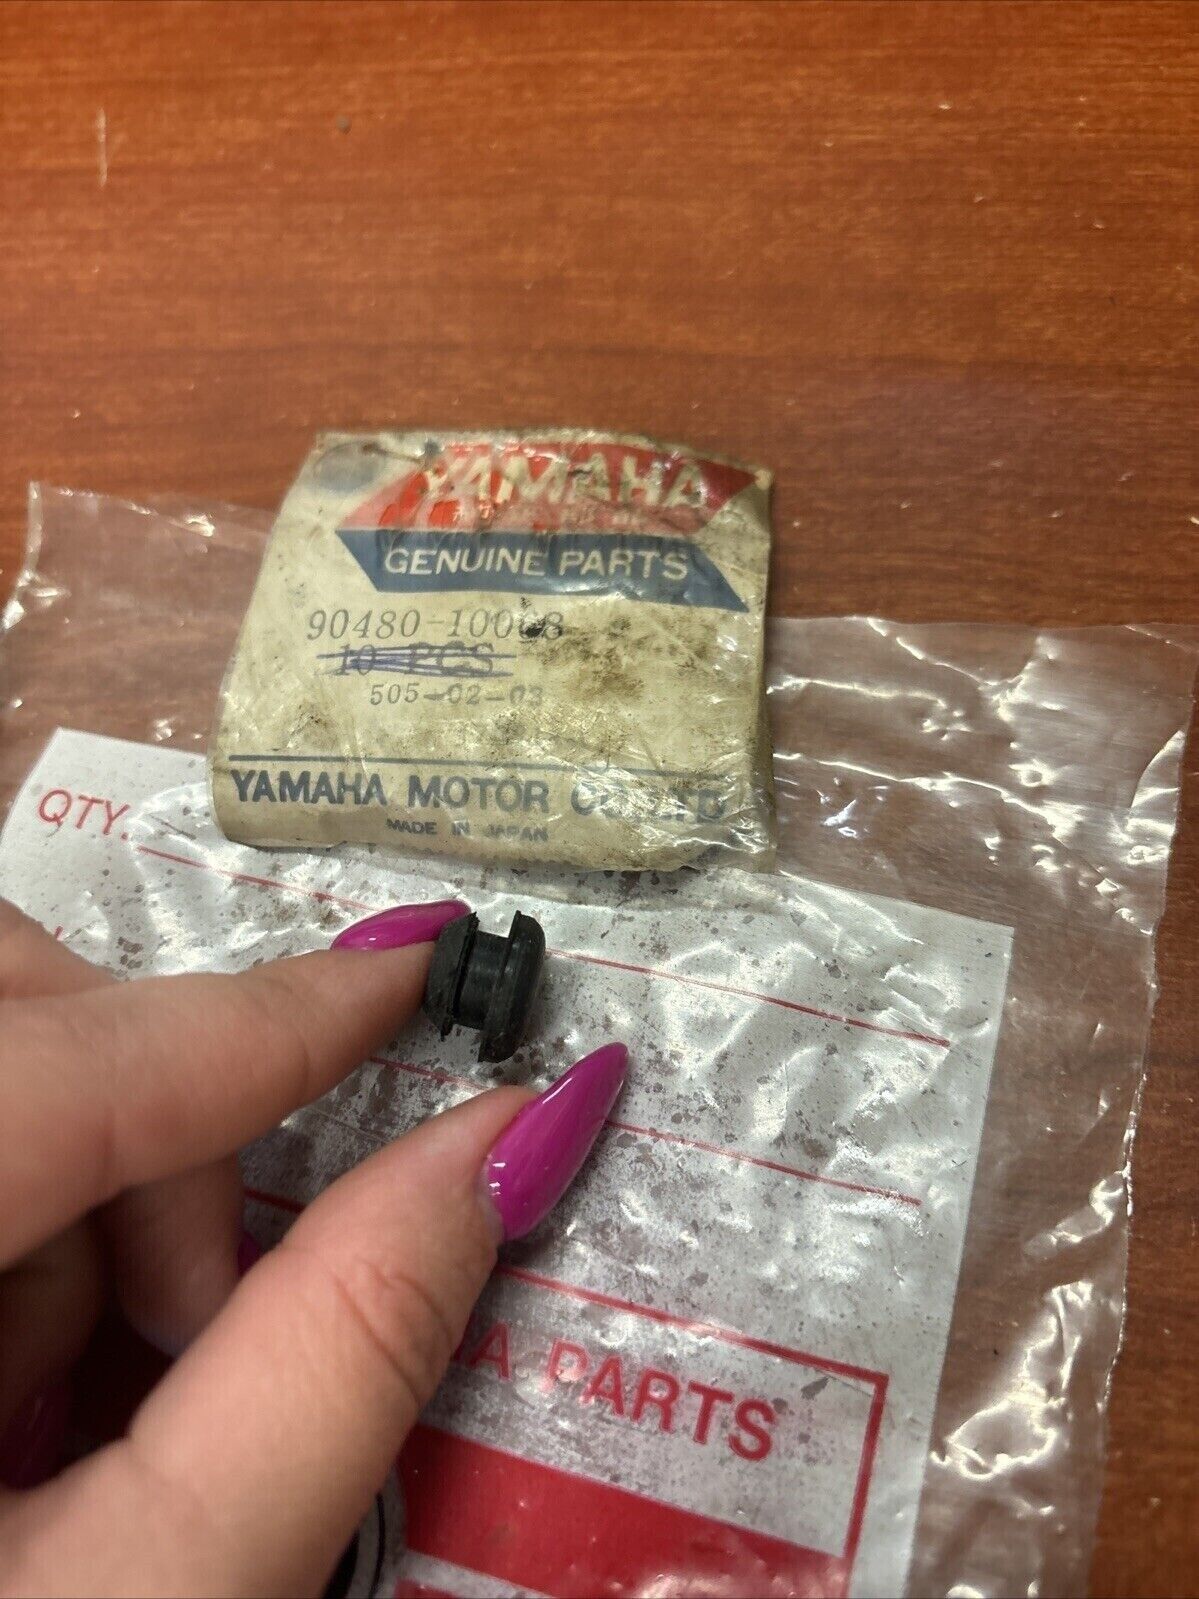 YAMAHA
GENUINE PARTS
90480-10008
10 PCS
505-02-03
YAMAHA MOTOR CO. LTD
MADE IN JAPAN
QTY.
PARTS